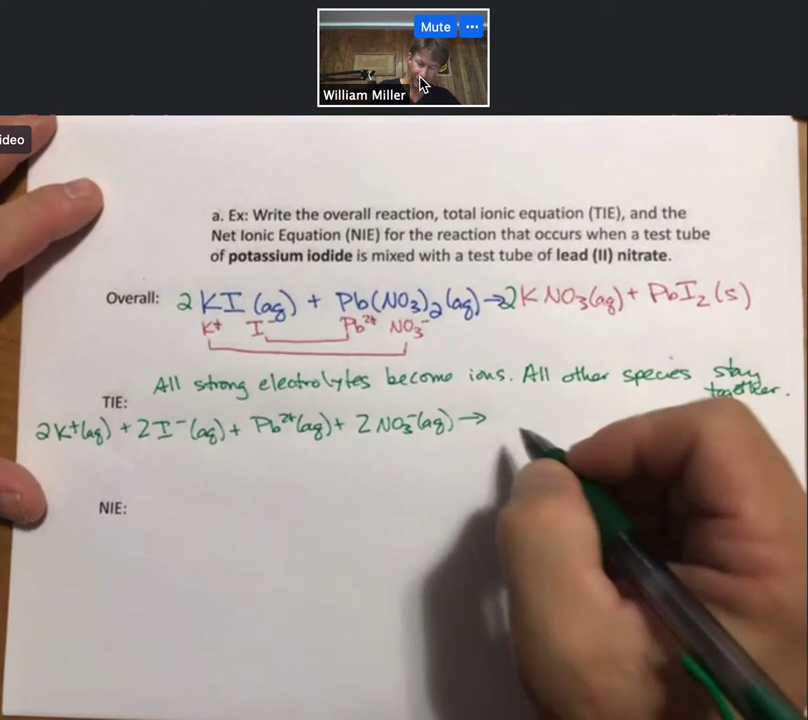 Mute ...
William Miller
ideo
a. Ex: Write the overall reaction, total ionic equation (TIE), and the
Net Ionic Equation (NIE) for the reaction that occurs when a test tube
of potassium iodide is mixed with a test tube of lead (II) nitrate.
Overall: 2 KI (aq) + Pb(NO₃)₂ (aq) → 2 KNO₃(aq) + PbI₂ (s)
K⁺ I⁻ Pb²⁺ NO₃⁻
All strong electrolytes become ions. All other species stay
together.
TIE:
2K⁺(aq) + 2 I⁻(aq) + Pb²⁺(aq) + 2 NO₃⁻(aq) →
NIE: